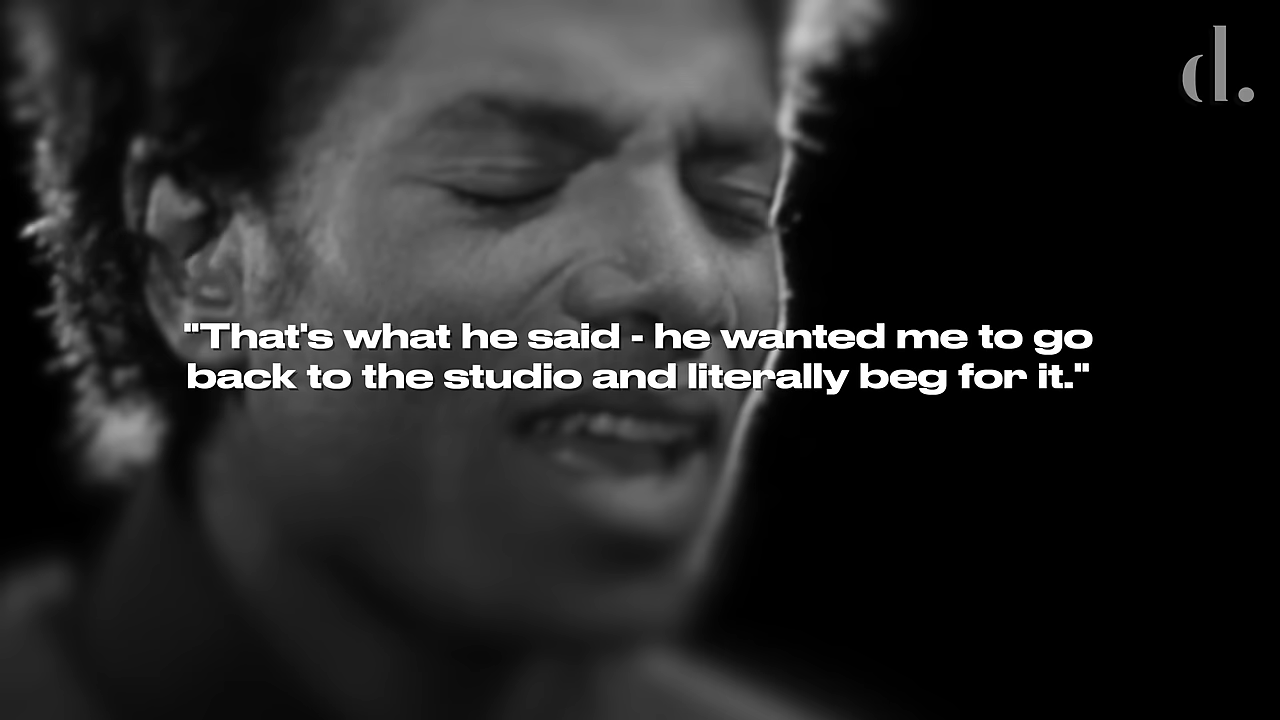 d.
"That's what he said - he wanted me to go
back to the studio and literally beg for it."